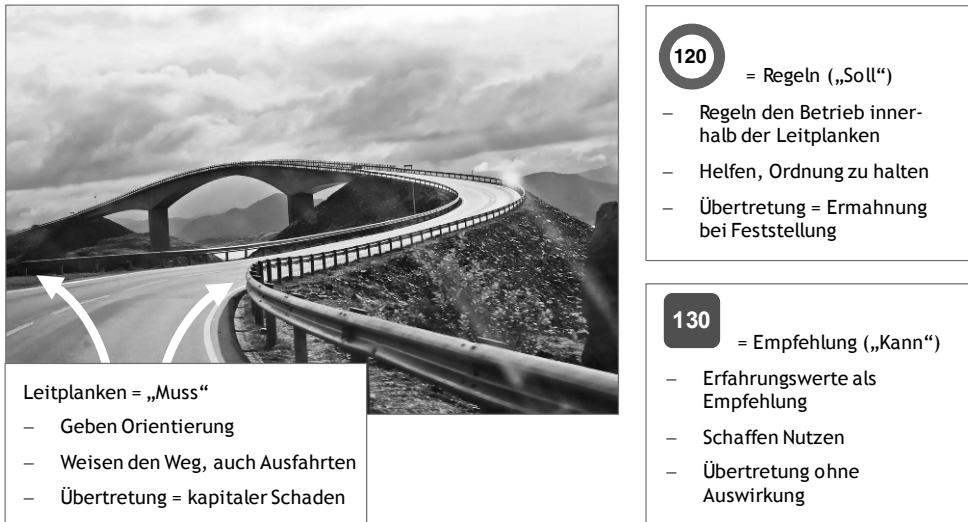 Leitplanken = „Muss“
– Geben Orientierung
– Weisen den Weg, auch Ausfahrten
– Übertretung = kapitaler Schaden
120
= Regeln („Soll“)
– Regeln den Betrieb inner-
halb der Leitplanken
– Helfen, Ordnung zu halten
– Übertretung = Ermahnung
bei Feststellung
130
= Empfehlung („Kann“)
– Erfahrungswerte als
Empfehlung
– Schaffen Nutzen
– Übertretung ohne
Auswirkung